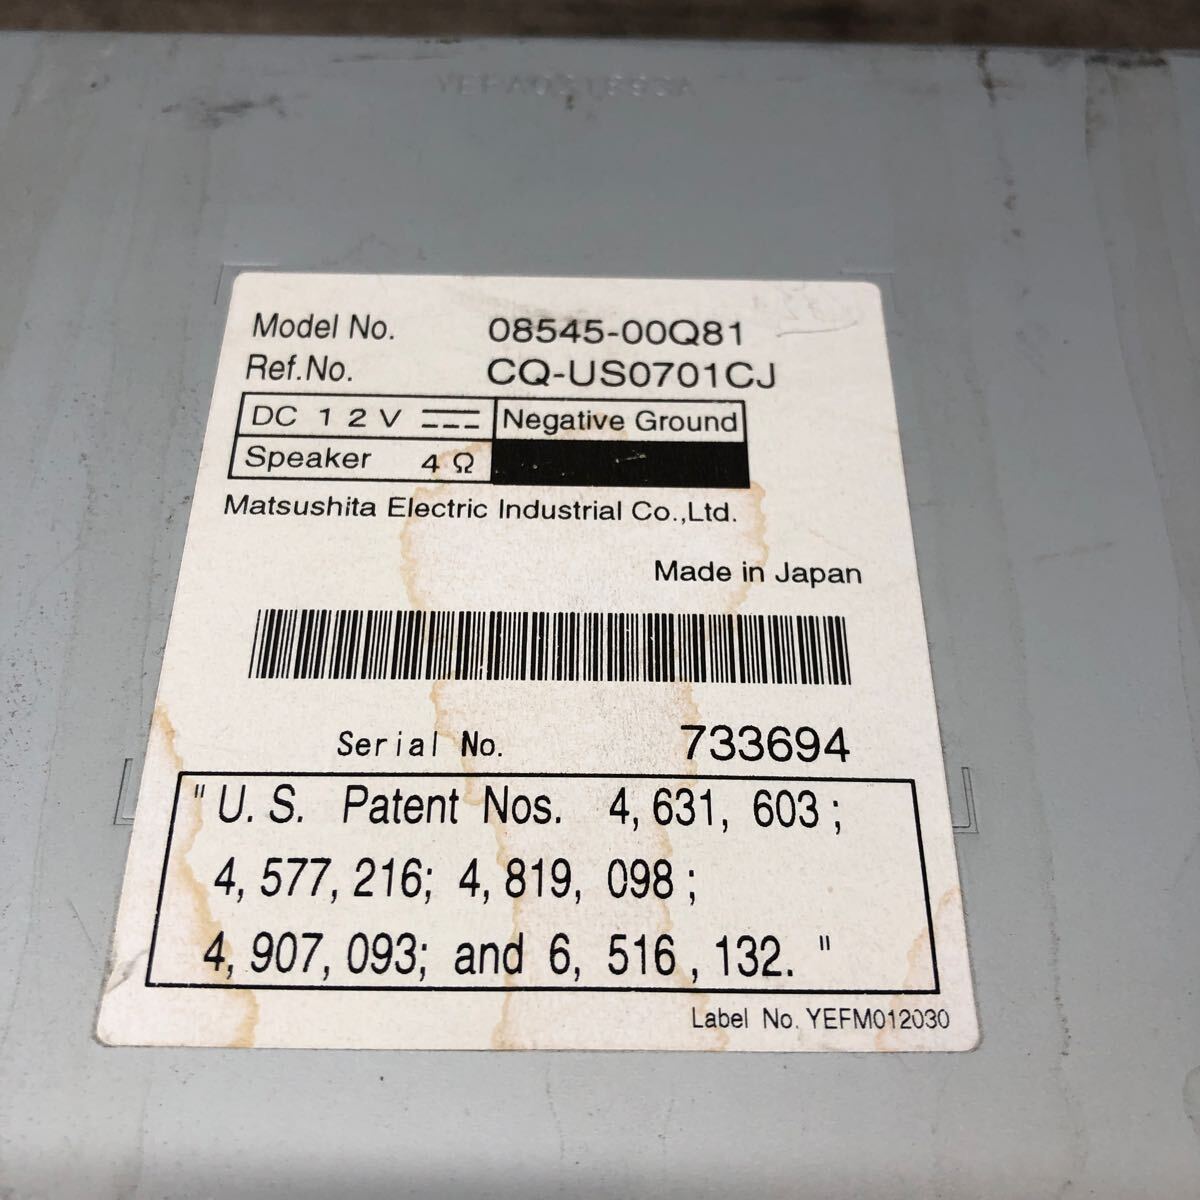 Model No. 08545-00Q81
Ref.No. CQ-US0701CJ
DC 12V Negative Ground
Speaker 4Ω
Matsushita Electric Industrial Co.,Ltd.
Made in Japan
Serial No. 733694
"U.S. Patent Nos. 4,631,603;
4,577,216; 4,819,098;
4,907,093; and 6,516,132."
Label No. YEFM012030